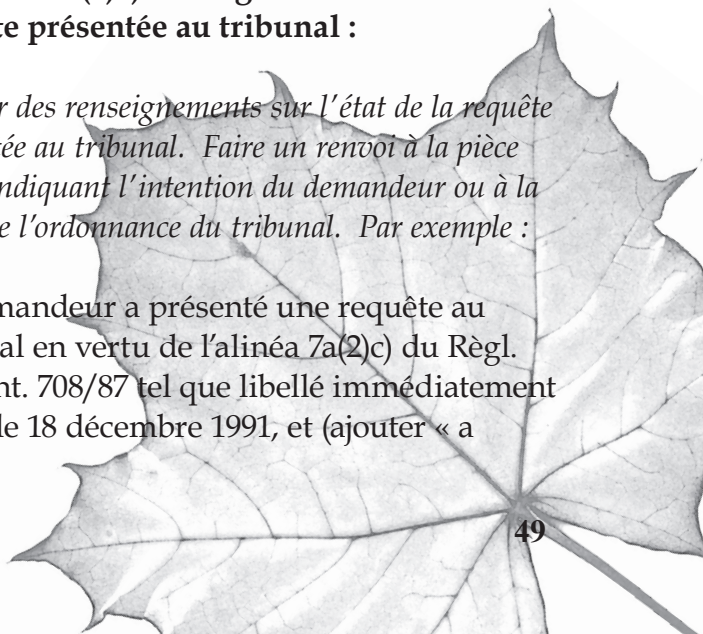 te présentée au tribunal :
r des renseignements sur l'état de la requête
ée au tribunal. Faire un renvoi à la pièce
ndiquant l'intention du demandeur ou à la
e l'ordonnance du tribunal. Par exemple :
mandeur a présenté une requête au
al en vertu de l'alinéa 7a(2)c) du Règl.
nt. 708/87 tel que libellé immédiatement
le 18 décembre 1991, et (ajouter « a
49